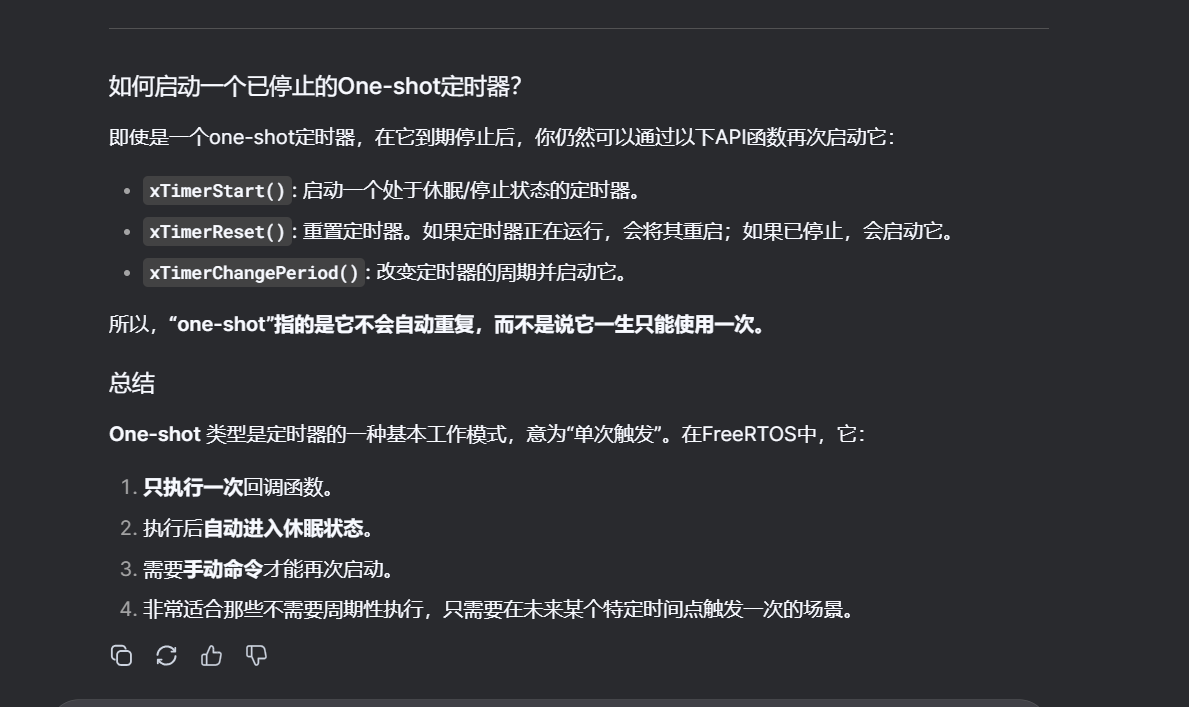 如何启动一个已停止的One-shot定时器？
即使是一个one-shot定时器，在它到期停止后，你仍然可以通过以下API函数再次启动它：
• xTimerStart()：启动一个处于休眠/停止状态的定时器。
• xTimerReset()：重置定时器。如果定时器正在运行，会将其重启；如果已停止，会启动它。
• xTimerChangePeriod()：改变定时器的周期并启动它。
所以，“one-shot”指的是它不会自动重复，而不是说它一生只能使用一次。
总结
One-shot 类型是定时器的一种基本工作模式，意为“单次触发”。在FreeRTOS中，它：
1. 只执行一次回调函数。
2. 执行后自动进入休眠状态。
3. 需要手动命令才能再次启动。
4. 非常适合那些不需要周期性执行，只需要在未来某个特定时间点触发一次的场景。